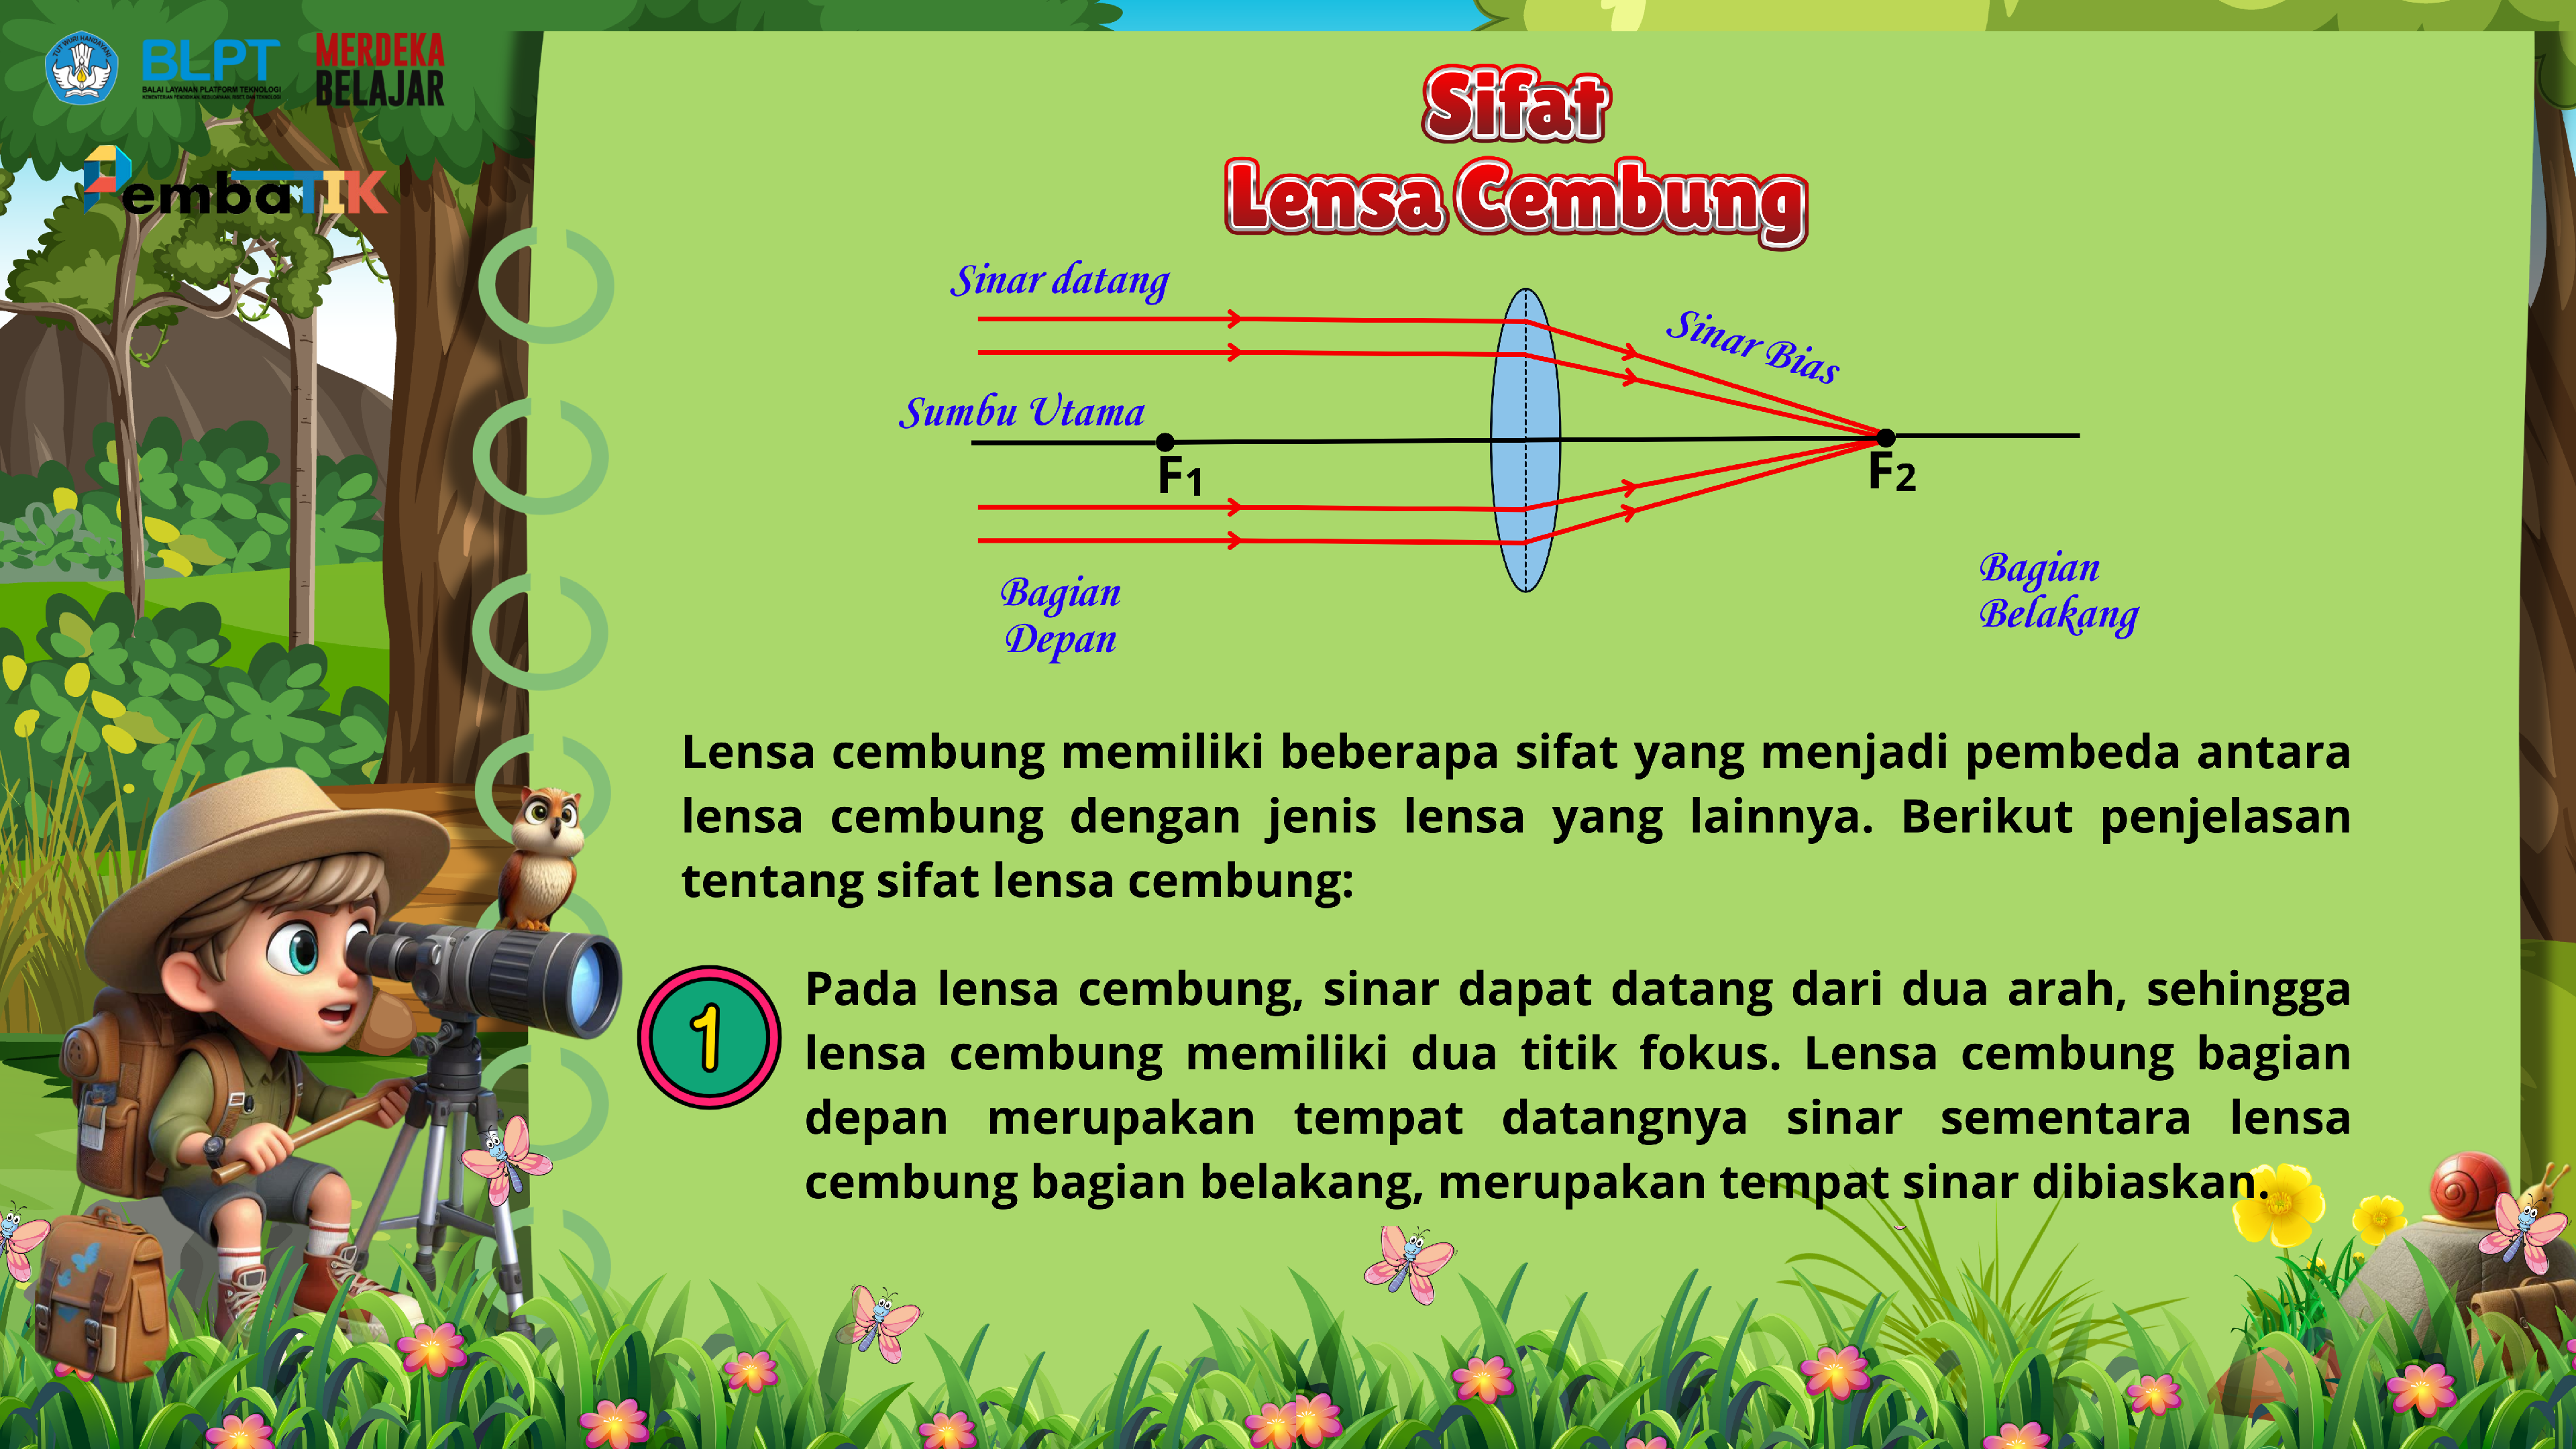 BLPT
BALAI LAYANAN PLATFORM TEKNOLOGI
MERDEKA
BELAJAR
PembaTIK
Sifat
Lensa Cembung
Sinar datang
Sinar Bias
Sumbu Utama
F1
F2
Bagian
Depan
Bagian
Belakang
Lensa cembung memiliki beberapa sifat yang menjadi pembeda antara
lensa cembung dengan jenis lensa yang lainnya. Berikut penjelasan
tentang sifat lensa cembung:
1
Pada lensa cembung, sinar dapat datang dari dua arah, sehingga
lensa cembung memiliki dua titik fokus. Lensa cembung bagian
depan merupakan tempat datangnya sinar sementara lensa
cembung bagian belakang, merupakan tempat sinar dibiaskan.